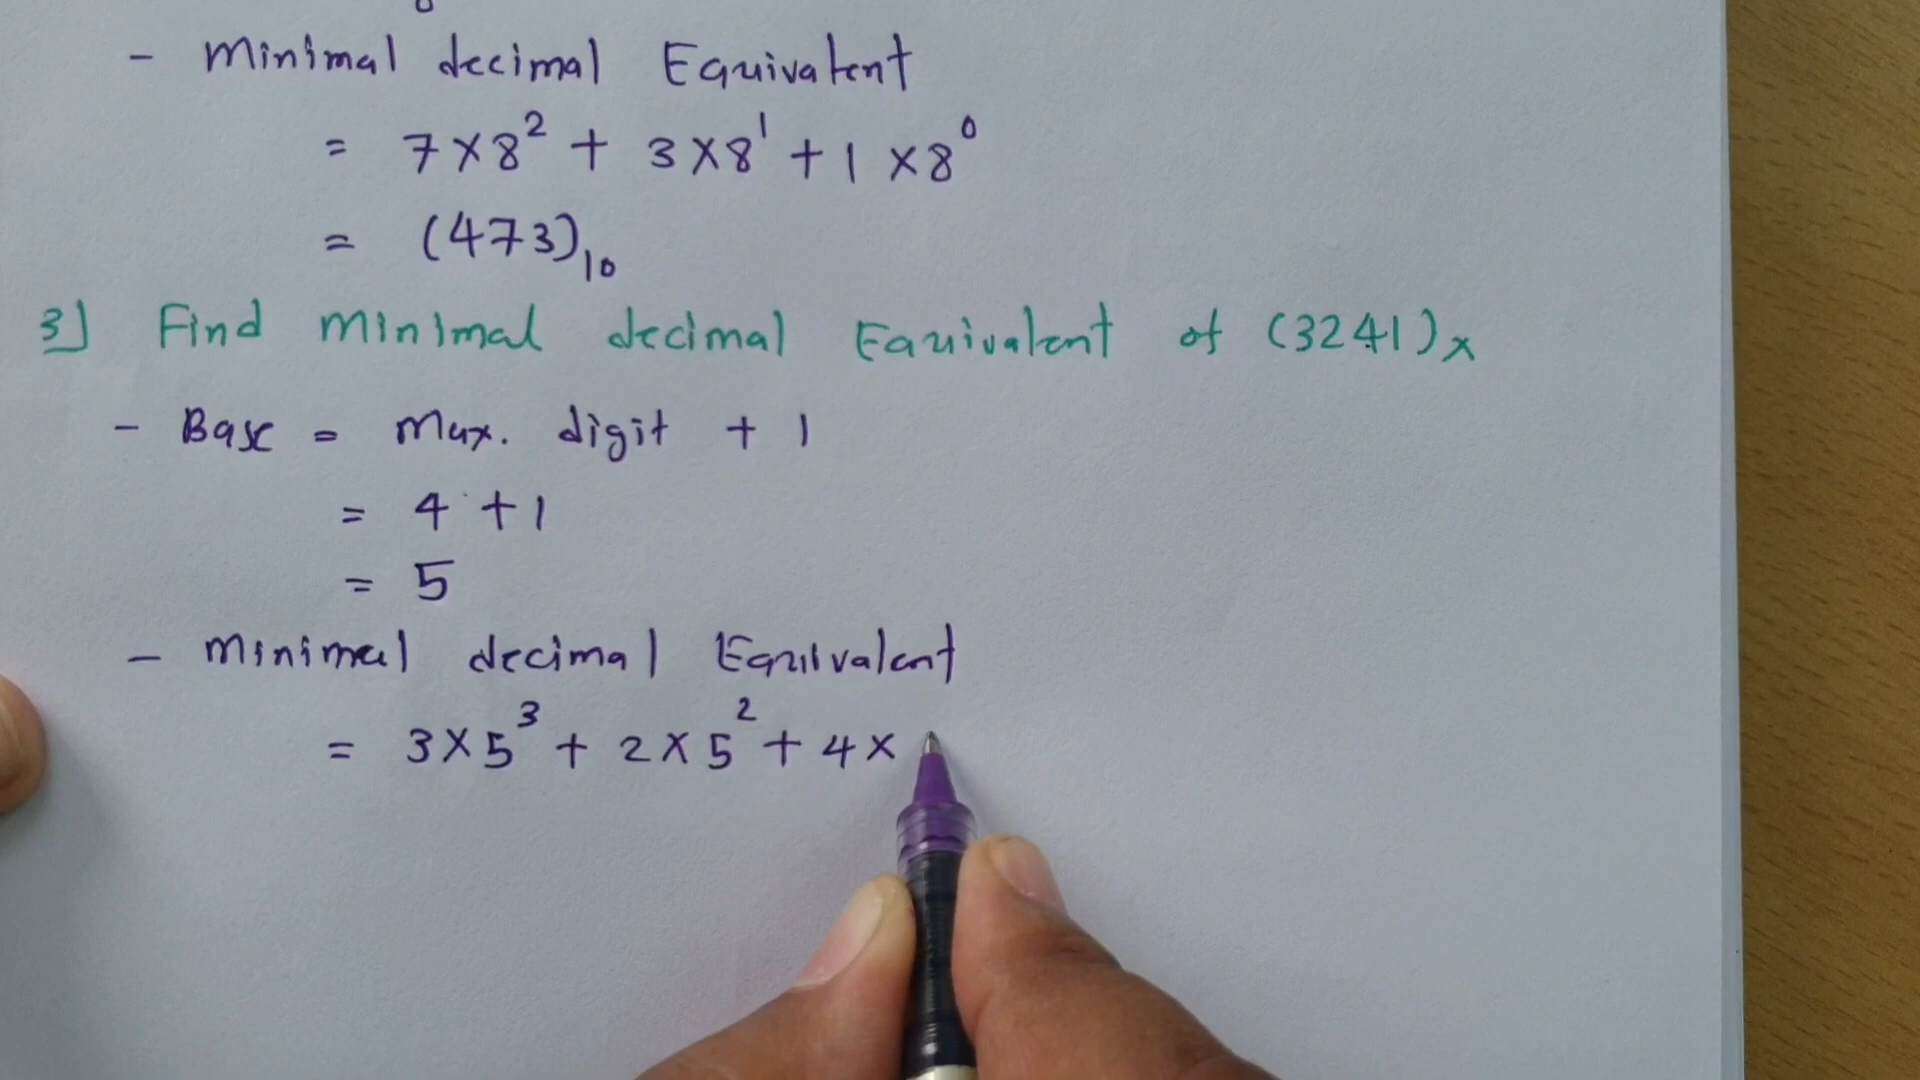 - Minimal decimal Equivalent
= 7 × 8² + 3 × 8¹ + 1 × 8⁰
= (473)₁₀
3] Find minimal decimal Equivalent of (3241)ₓ
- Base = Max. digit + 1
= 4 + 1
= 5
- Minimal decimal Equivalent
= 3 × 5³ + 2 × 5² + 4 ×